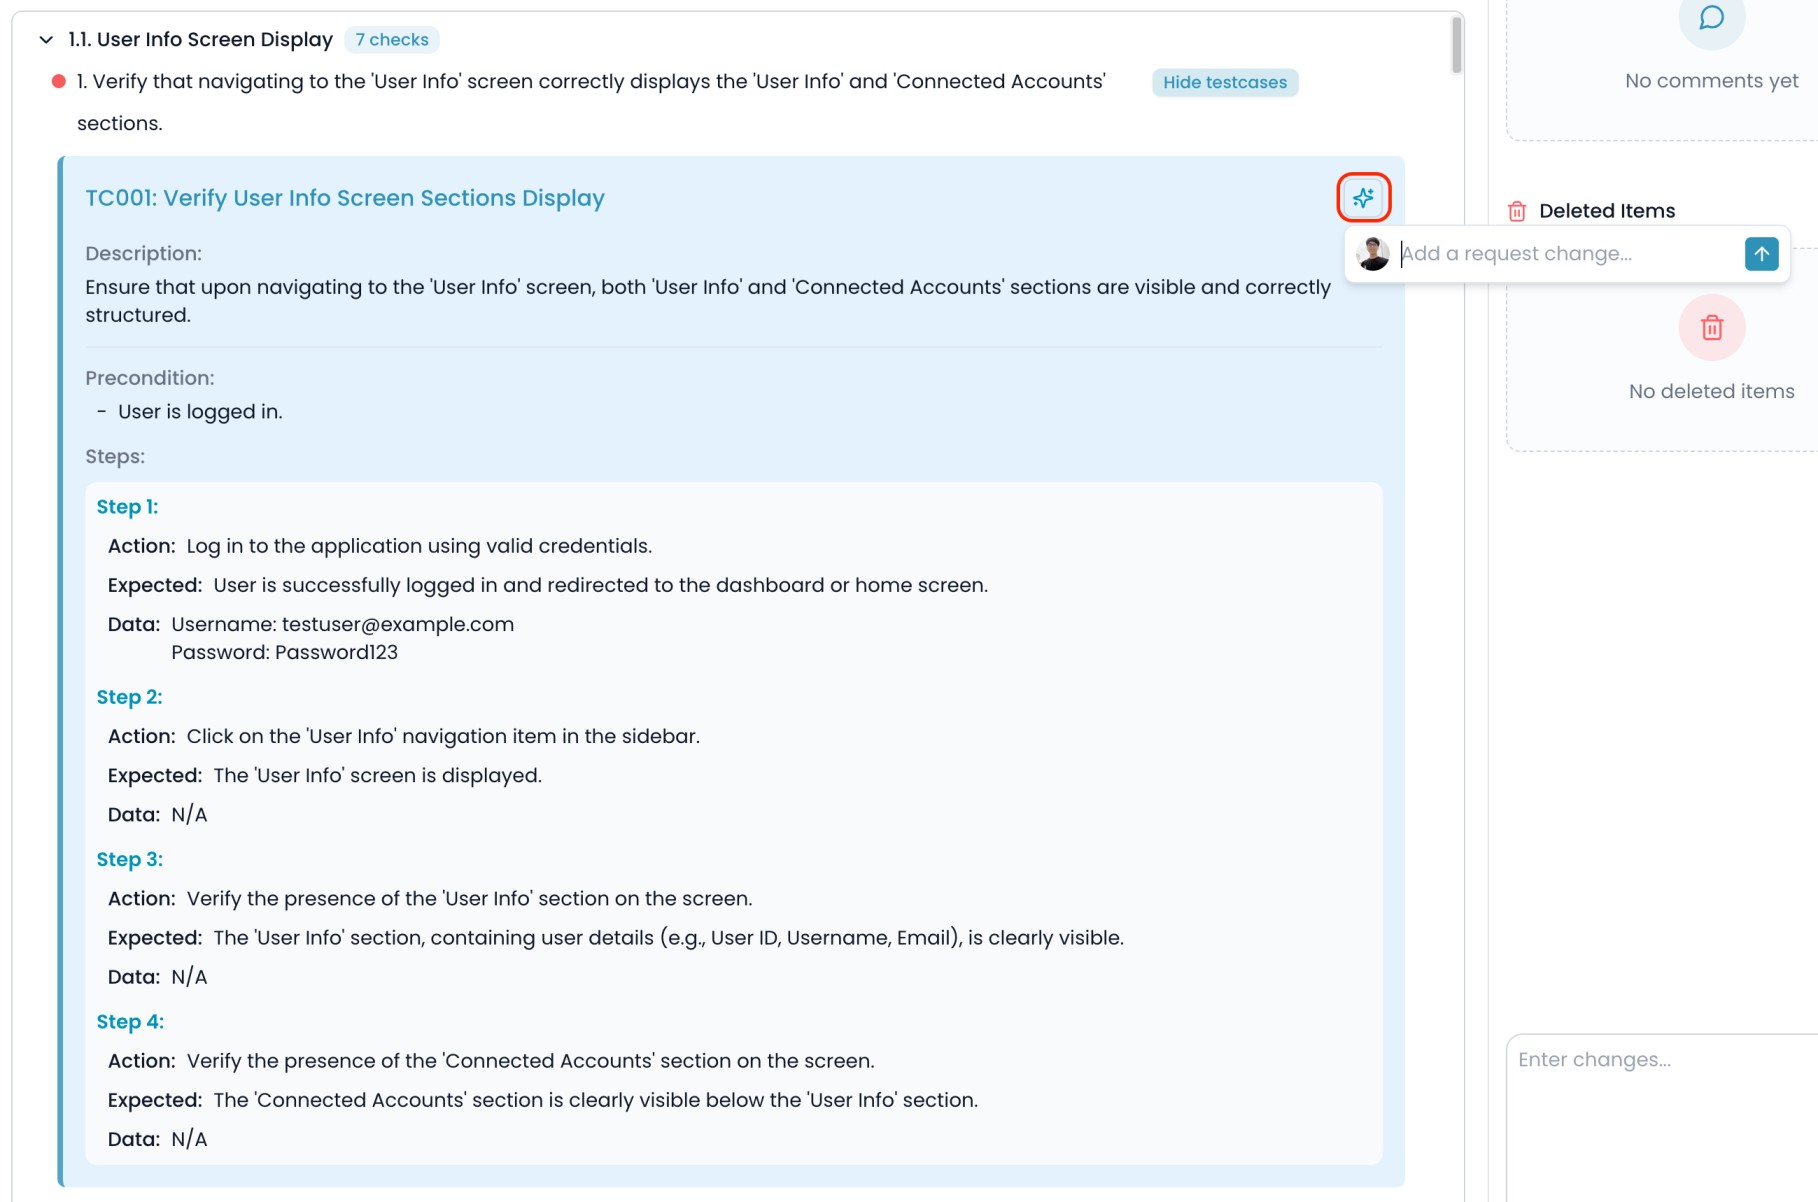 1.1. User Info Screen Display 7 checks
1. Verify that navigating to the 'User Info' screen correctly displays the 'User Info' and 'Connected Accounts'
sections.
Hide testcases
TC001: Verify User Info Screen Sections Display
Description:
Ensure that upon navigating to the 'User Info' screen, both 'User Info' and 'Connected Accounts' sections are visible and correctly
structured.
Precondition:
- User is logged in.
Steps:
Step 1:
Action: Log in to the application using valid credentials.
Expected: User is successfully logged in and redirected to the dashboard or home screen.
Data: Username: testuser@example.com
Password: Password123
Step 2:
Action: Click on the 'User Info' navigation item in the sidebar.
Expected: The 'User Info' screen is displayed.
Data: N/A
Step 3:
Action: Verify the presence of the 'User Info' section on the screen.
Expected: The 'User Info' section, containing user details (e.g., User ID, Username, Email), is clearly visible.
Data: N/A
Step 4:
Action: Verify the presence of the 'Connected Accounts' section on the screen.
Expected: The 'Connected Accounts' section is clearly visible below the 'User Info' section.
Data: N/A
No comments yet
Deleted Items
Add a request change...
No deleted items
Enter changes...